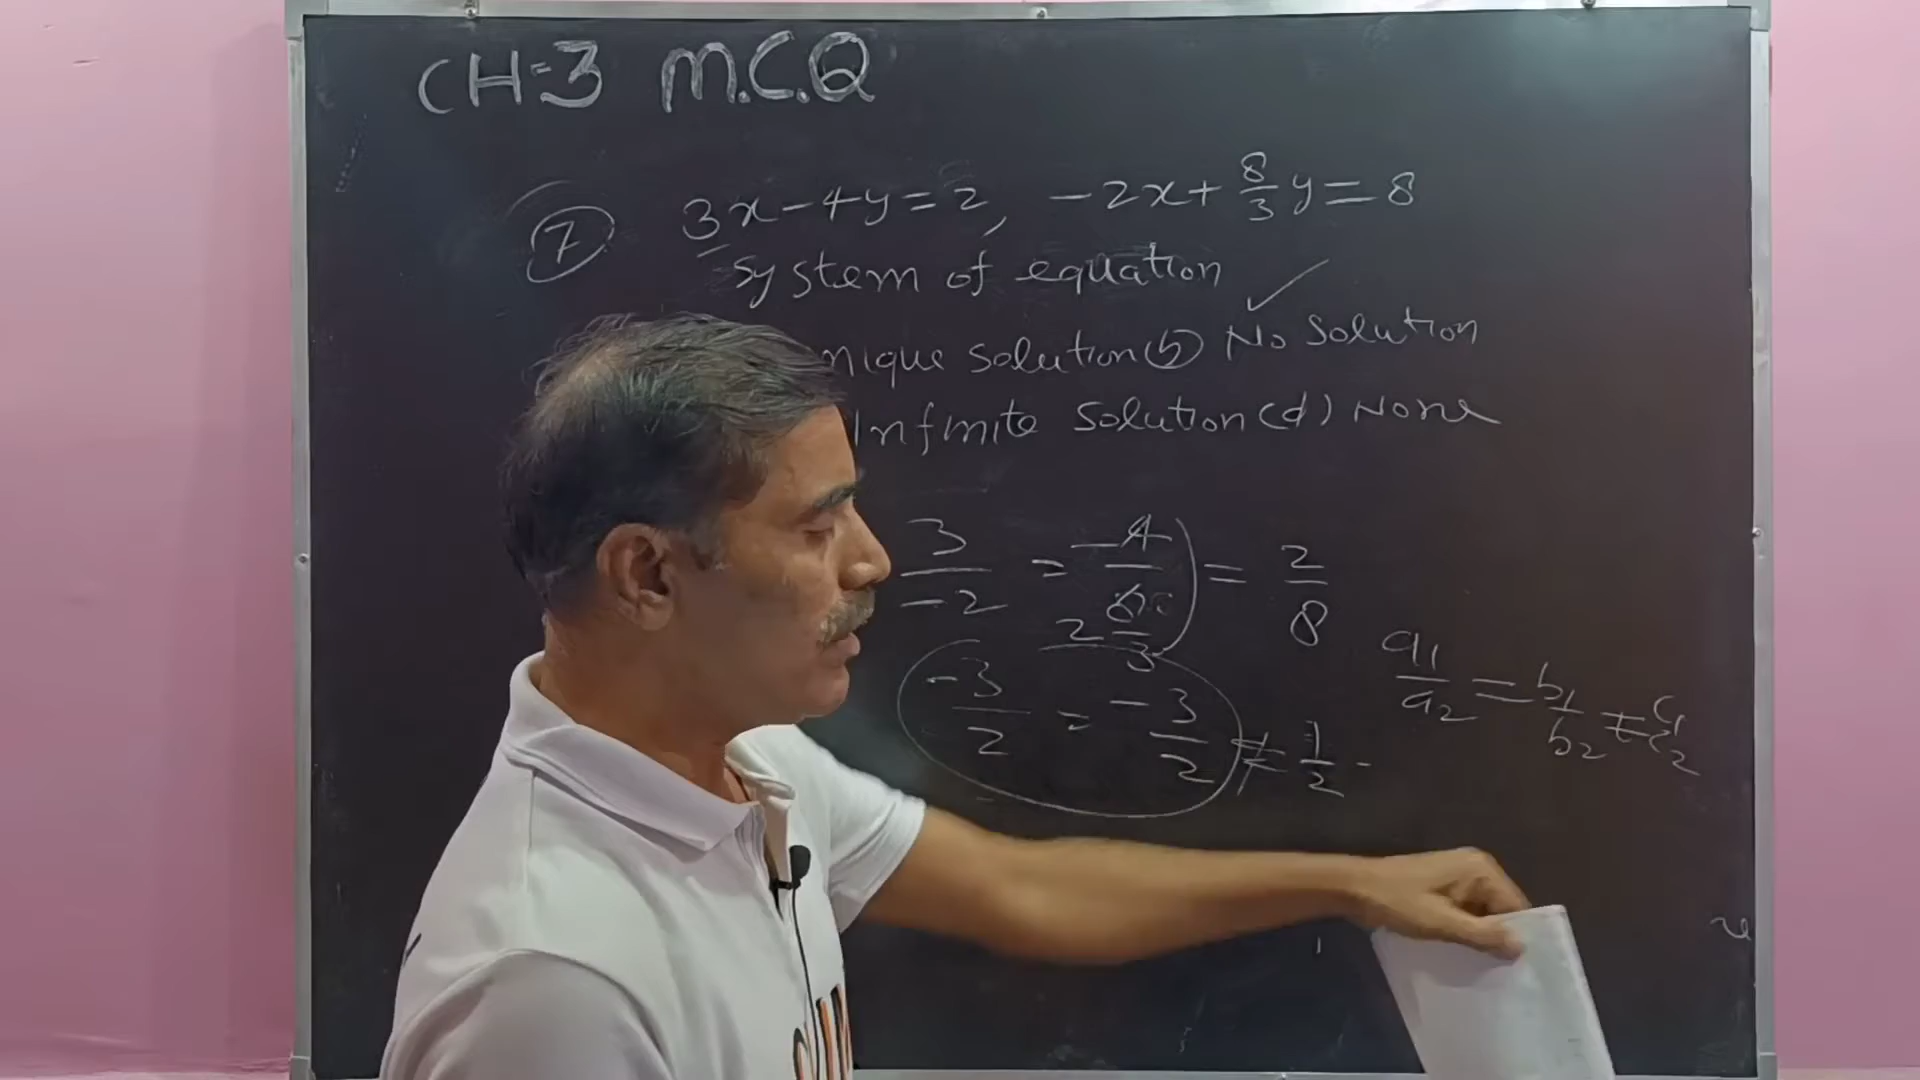 CH=3 M.C.Q
⑦ 3x-4y=2, -2x+8/3y=8
system of equation
nique solution(b) No Solution
Infinite solution(d) None
3/-2 = -4/(8/3) = 2/8
-3/2 = -3/2 ≠ 1/2
a1/a2 = b1/b2 ≠ c1/c2